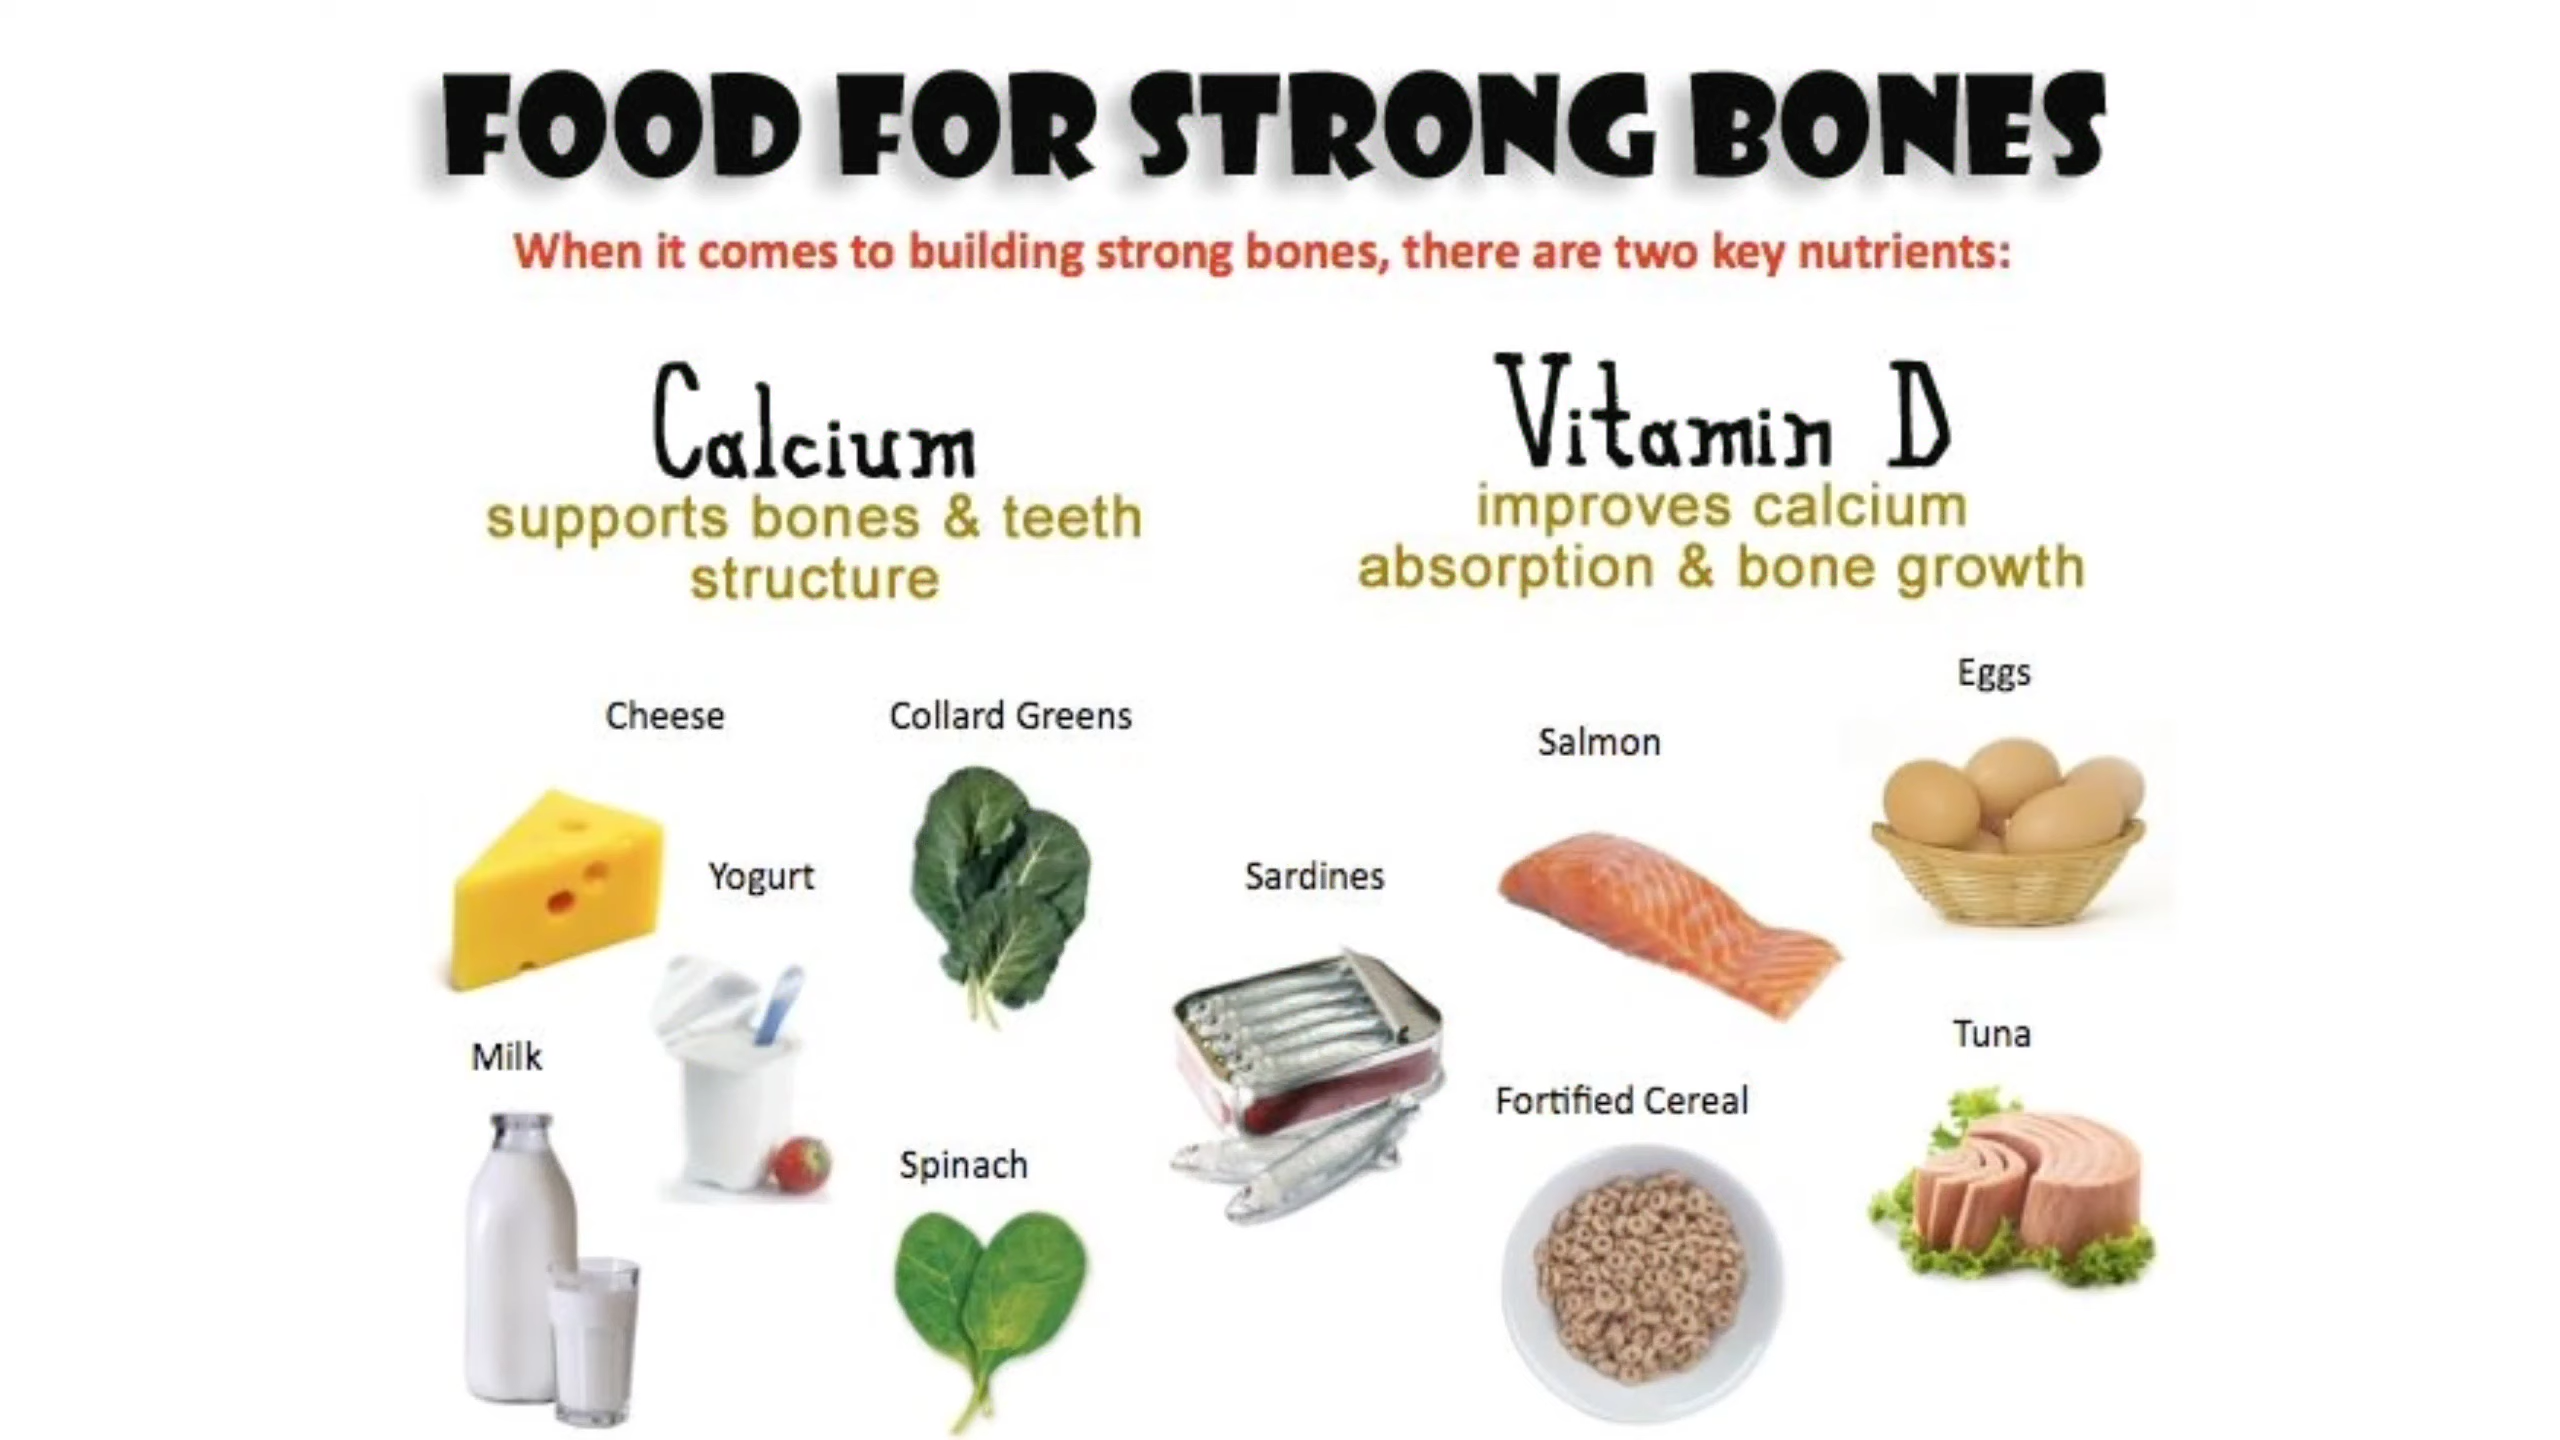 FOOD FOR STRONG BONES
When it comes to building strong bones, there are two key nutrients:
Calcium
supports bones & teeth
structure
Vitamin D
improves calcium
absorption & bone growth
Cheese
Collard Greens
Yogurt
Milk
Spinach
Sardines
Salmon
Eggs
Fortified Cereal
Tuna